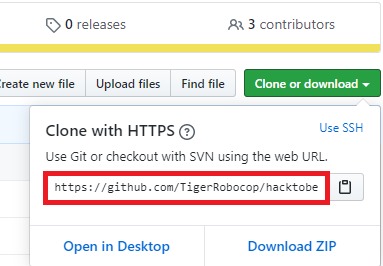 0 releases
3 contributors
Create new file
Upload files
Find file
Clone or download
Clone with HTTPS
Use SSH
Use Git or checkout with SVN using the web URL.
https://github.com/TigerRobocop/hacktobe
Open in Desktop
Download ZIP